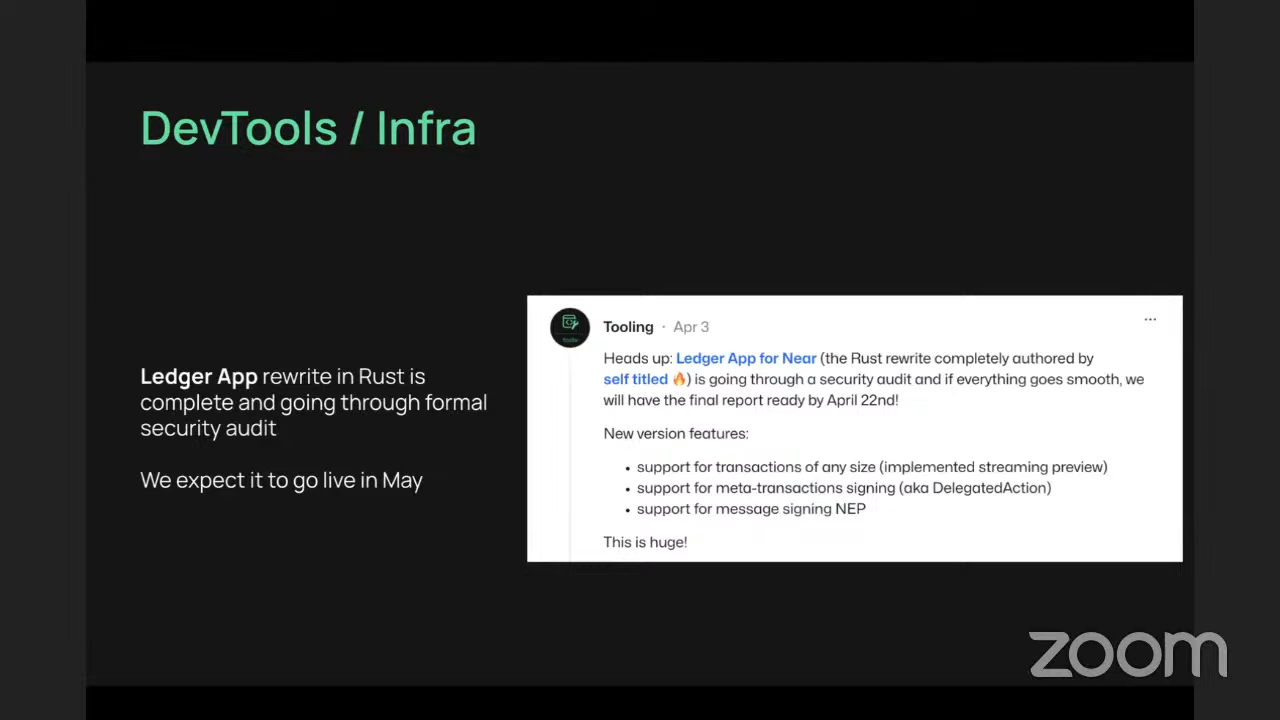 DevTools / Infra
Ledger App rewrite in Rust is
complete and going through formal
security audit
We expect it to go live in May
Tooling · Apr 3
Heads up: Ledger App for Near (the Rust rewrite completely authored by
self titled 🔥) is going through a security audit and if everything goes smooth, we
will have the final report ready by April 22nd!
New version features:
• support for transactions of any size (implemented streaming preview)
• support for meta-transactions signing (aka DelegatedAction)
• support for message signing NEP
This is huge!
zoom